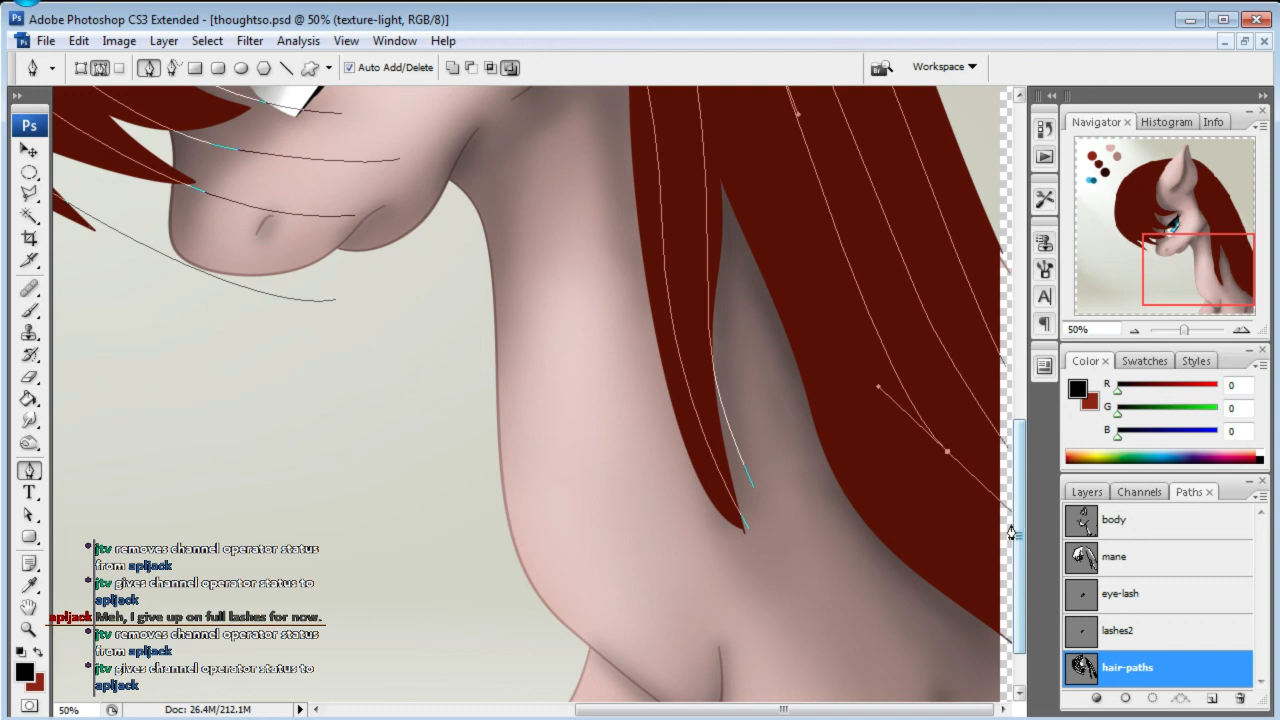 Ps Adobe Photoshop CS3 Extended - [thoughtso.psd @ 50% (texture-light, RGB/8)]
File Edit Image Layer Select Filter Analysis View Window Help
Auto Add/Delete Br Workspace
Ps
T
Navigator Histogram Info
A
50%
Color Swatches Styles
R 0
G 0
B 0
Layers Channels Paths
body
mane
eye-lash
lashes2
hair-paths
jtv removes channel operator status
from apljack
jtv gives channel operator status to
apljack
apljack Meh, I give up on full lashes for now.
jtv removes channel operator status
from apljack
jtv gives channel operator status to
apljack
50% Doc: 26.4M/212.1M